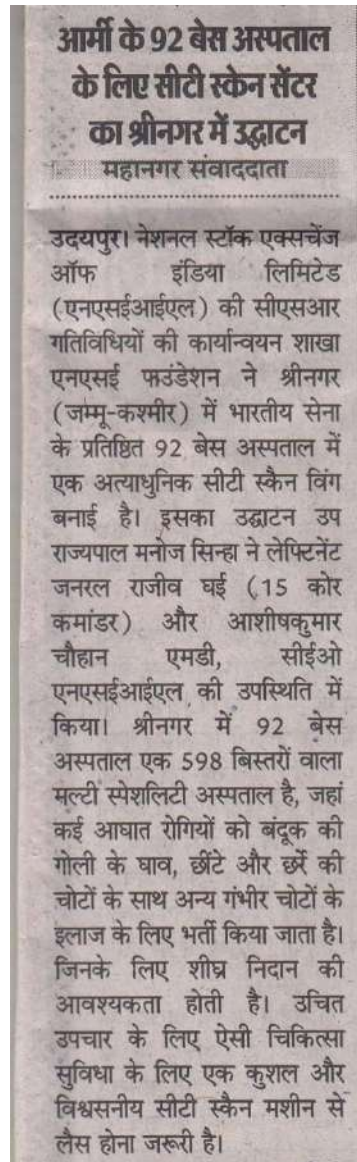 आर्मी के 92 बेस अस्पताल
के लिए सीटी स्केन सेंटर
का श्रीनगर में उद्घाटन
महानगर संवाददाता
उदयपुर। नेशनल स्टॉक एक्सचेंज
ऑफ इंडिया लिमिटेड
(एनएसईआईएल) की सीएसआर
गतिविधियों की कार्यान्वयन शाखा
एनएसई फाउंडेशन ने श्रीनगर
(जम्मू-कश्मीर) में भारतीय सेना
के प्रतिष्ठित 92 बेस अस्पताल में
एक अत्याधुनिक सीटी स्कैन विंग
बनाई है। इसका उद्घाटन उप
राज्यपाल मनोज सिन्हा ने लेफ्टिनेंट
जनरल राजीव घई (15 कोर
कमांडर) और आशीषकुमार
चौहान एमडी, सीईओ
एनएसईआईएल की उपस्थिति में
किया। श्रीनगर में 92 बेस
अस्पताल एक 598 बिस्तरों वाला
मल्टी स्पेशलिटी अस्पताल है, जहां
कई आघात रोगियों को बंदूक की
गोली के घाव, छींटे और छर्रे की
चोटों के साथ अन्य गंभीर चोटों के
इलाज के लिए भर्ती किया जाता है।
जिनके लिए शीघ्र निदान की
आवश्यकता होती है। उचित
उपचार के लिए ऐसी चिकित्सा
सुविधा के लिए एक कुशल और
विश्वसनीय सीटी स्कैन मशीन से
लैस होना जरूरी है।